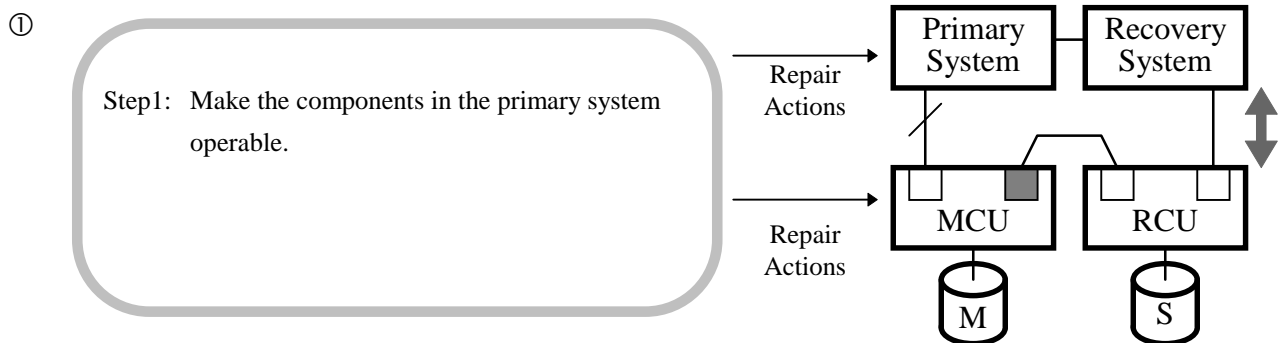 ①
Step1: Make the components in the primary system
operable.
Repair
Actions
Repair
Actions
Primary
System
Recovery
System
MCU
RCU
M
S